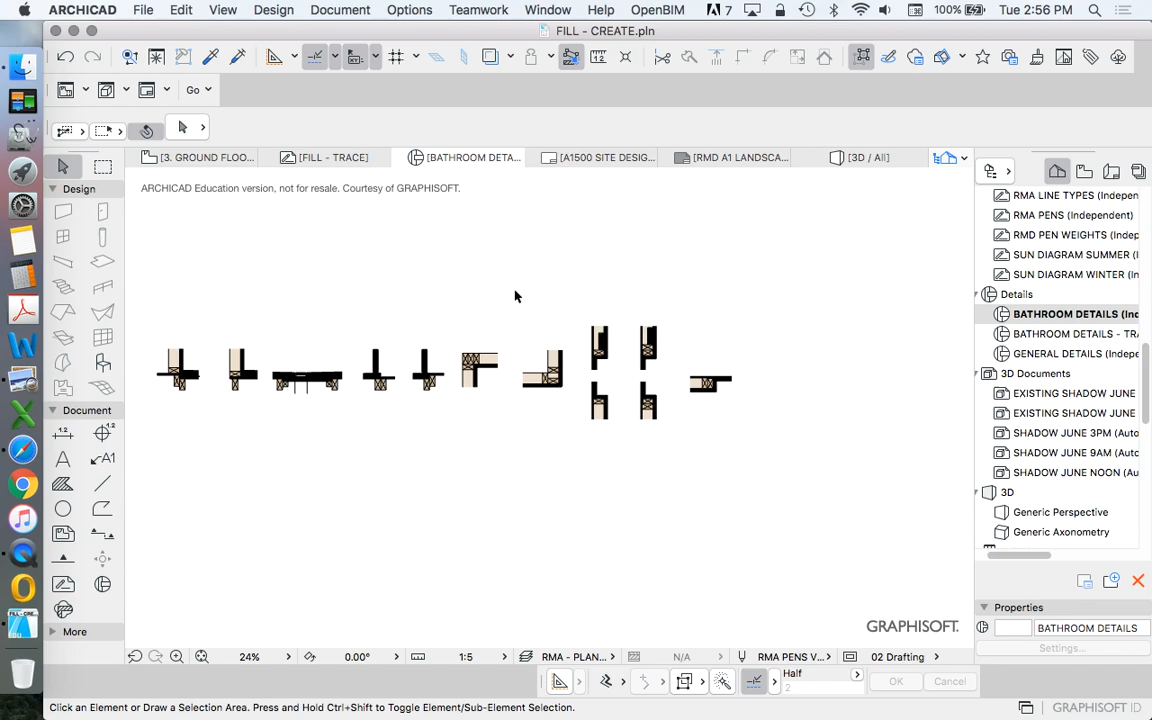 ARCHICAD File Edit View Design Document Options Teamwork Window Help OpenBIM 7 100% Tue 2:56 PM
FILL - CREATE.pln
Go
[3. GROUND FLOO... [FILL - TRACE] [BATHROOM DETA... [A1500 SITE DESIG... [RMD A1 LANDSCA... [3D / All]
ARCHICAD Education version, not for resale. Courtesy of GRAPHISOFT.
Design
Document
More
RMA LINE TYPES (Indepen
RMA PENS (Independent)
RMD PEN WEIGHTS (Indep
SUN DIAGRAM SUMMER (I
SUN DIAGRAM WINTER (In
Details
BATHROOM DETAILS (Ind
BATHROOM DETAILS - TRA
GENERAL DETAILS (Indepe
3D Documents
EXISTING SHADOW JUNE
EXISTING SHADOW JUNE
SHADOW JUNE 3PM (Auto
SHADOW JUNE 9AM (Autom
SHADOW JUNE NOON (Au
3D
Generic Perspective
Generic Axonometry
Properties
BATHROOM DETAILS
Settings...
GRAPHISOFT.
24% 0.00° 1:5 RMA - PLAN... N/A RMA PENS V... 02 Drafting
Half
2
OK Cancel
Click an Element or Draw a Selection Area. Press and Hold Ctrl+Shift to Toggle Element/Sub-Element Selection.
GRAPHISOFT ID